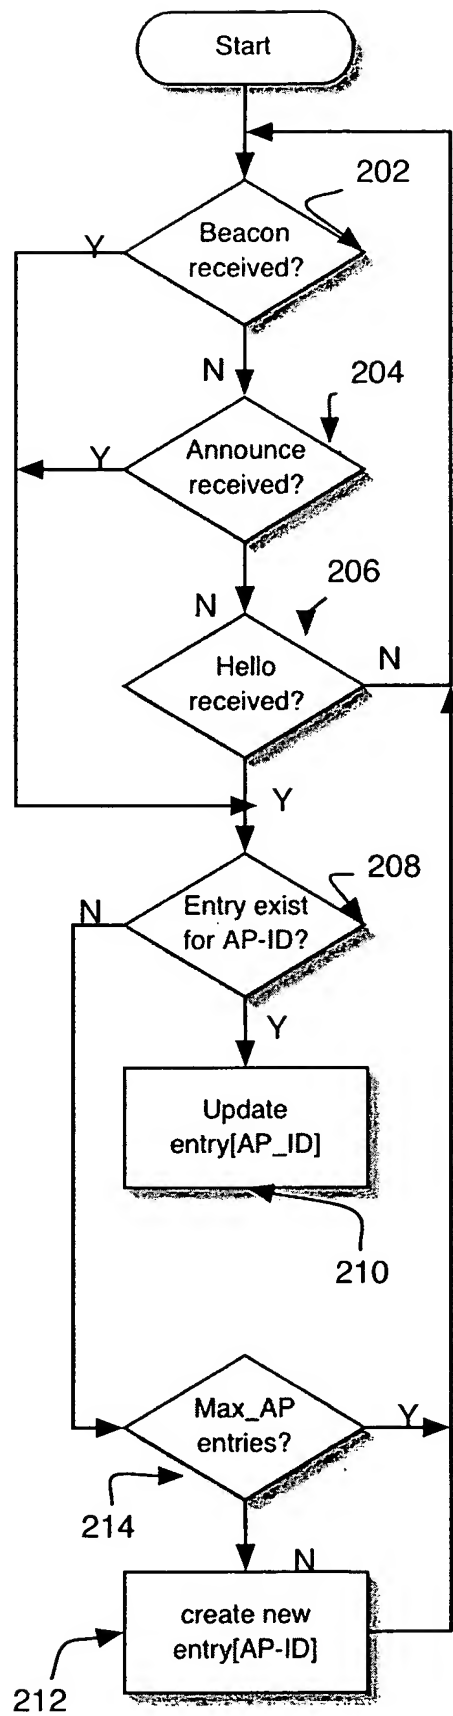 Start
202
Y
Beacon
received?
N
204
Y
Announce
received?
206
N
Hello
received?
N
Y
208
N
Entry exist
for AP-ID?
Y
Update
entry[AP_ID]
210
Max_AP
entries?
Y
214
N
create new
entry[AP-ID]
212